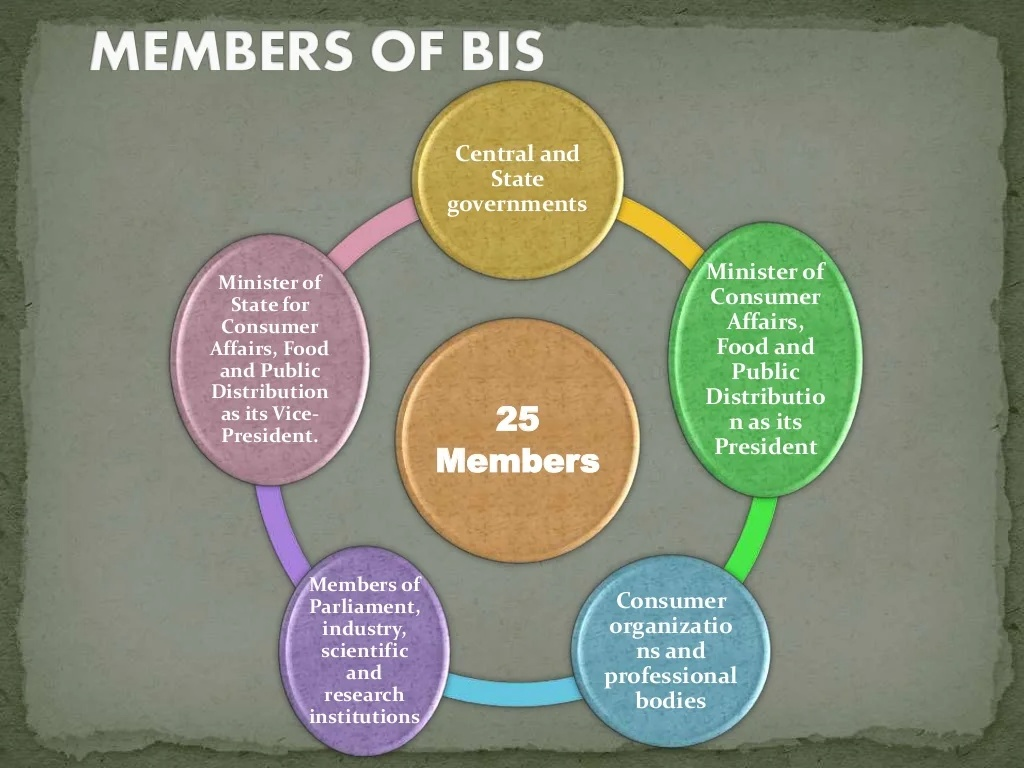 MEMBERS OF BIS
Central and
State
governments
Minister of
Consumer
Affairs,
Food and
Public
Distributio
n as its
President
Consumer
organizatio
ns and
professional
bodies
Members of
Parliament,
industry,
scientific
and
research
institutions
Minister of
State for
Consumer
Affairs, Food
and Public
Distribution
as its Vice-
President.
25
Members